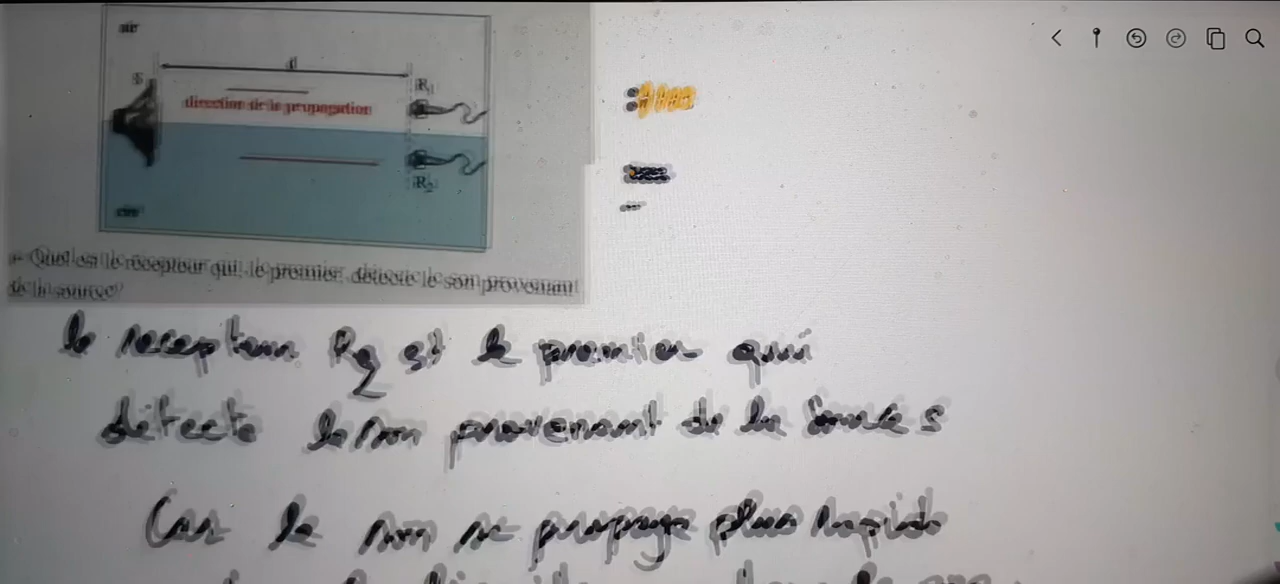 air
d
S
R1
direction de la propagation
R2
eau
Quel est le récepteur qui, le premier, détecte le son provenant
de la source?
le recepteur R2 est le premier qui
détecte le son provenant de la source S
Car le son se propage plus rapide